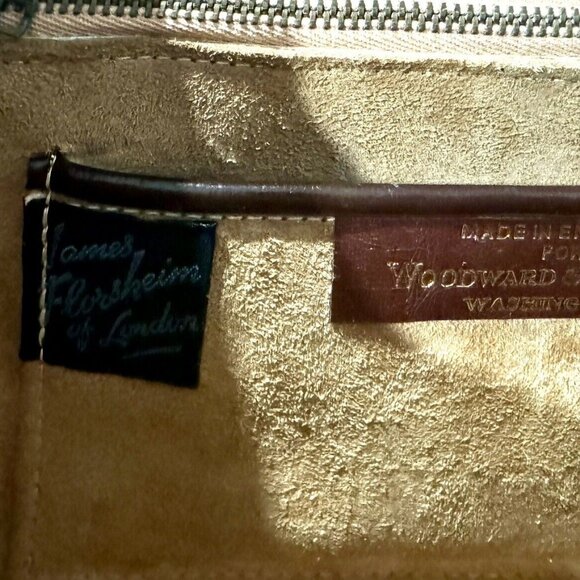 James
Florsheim
of London
MADE IN E
FOR
WOODWARD &
WASHING